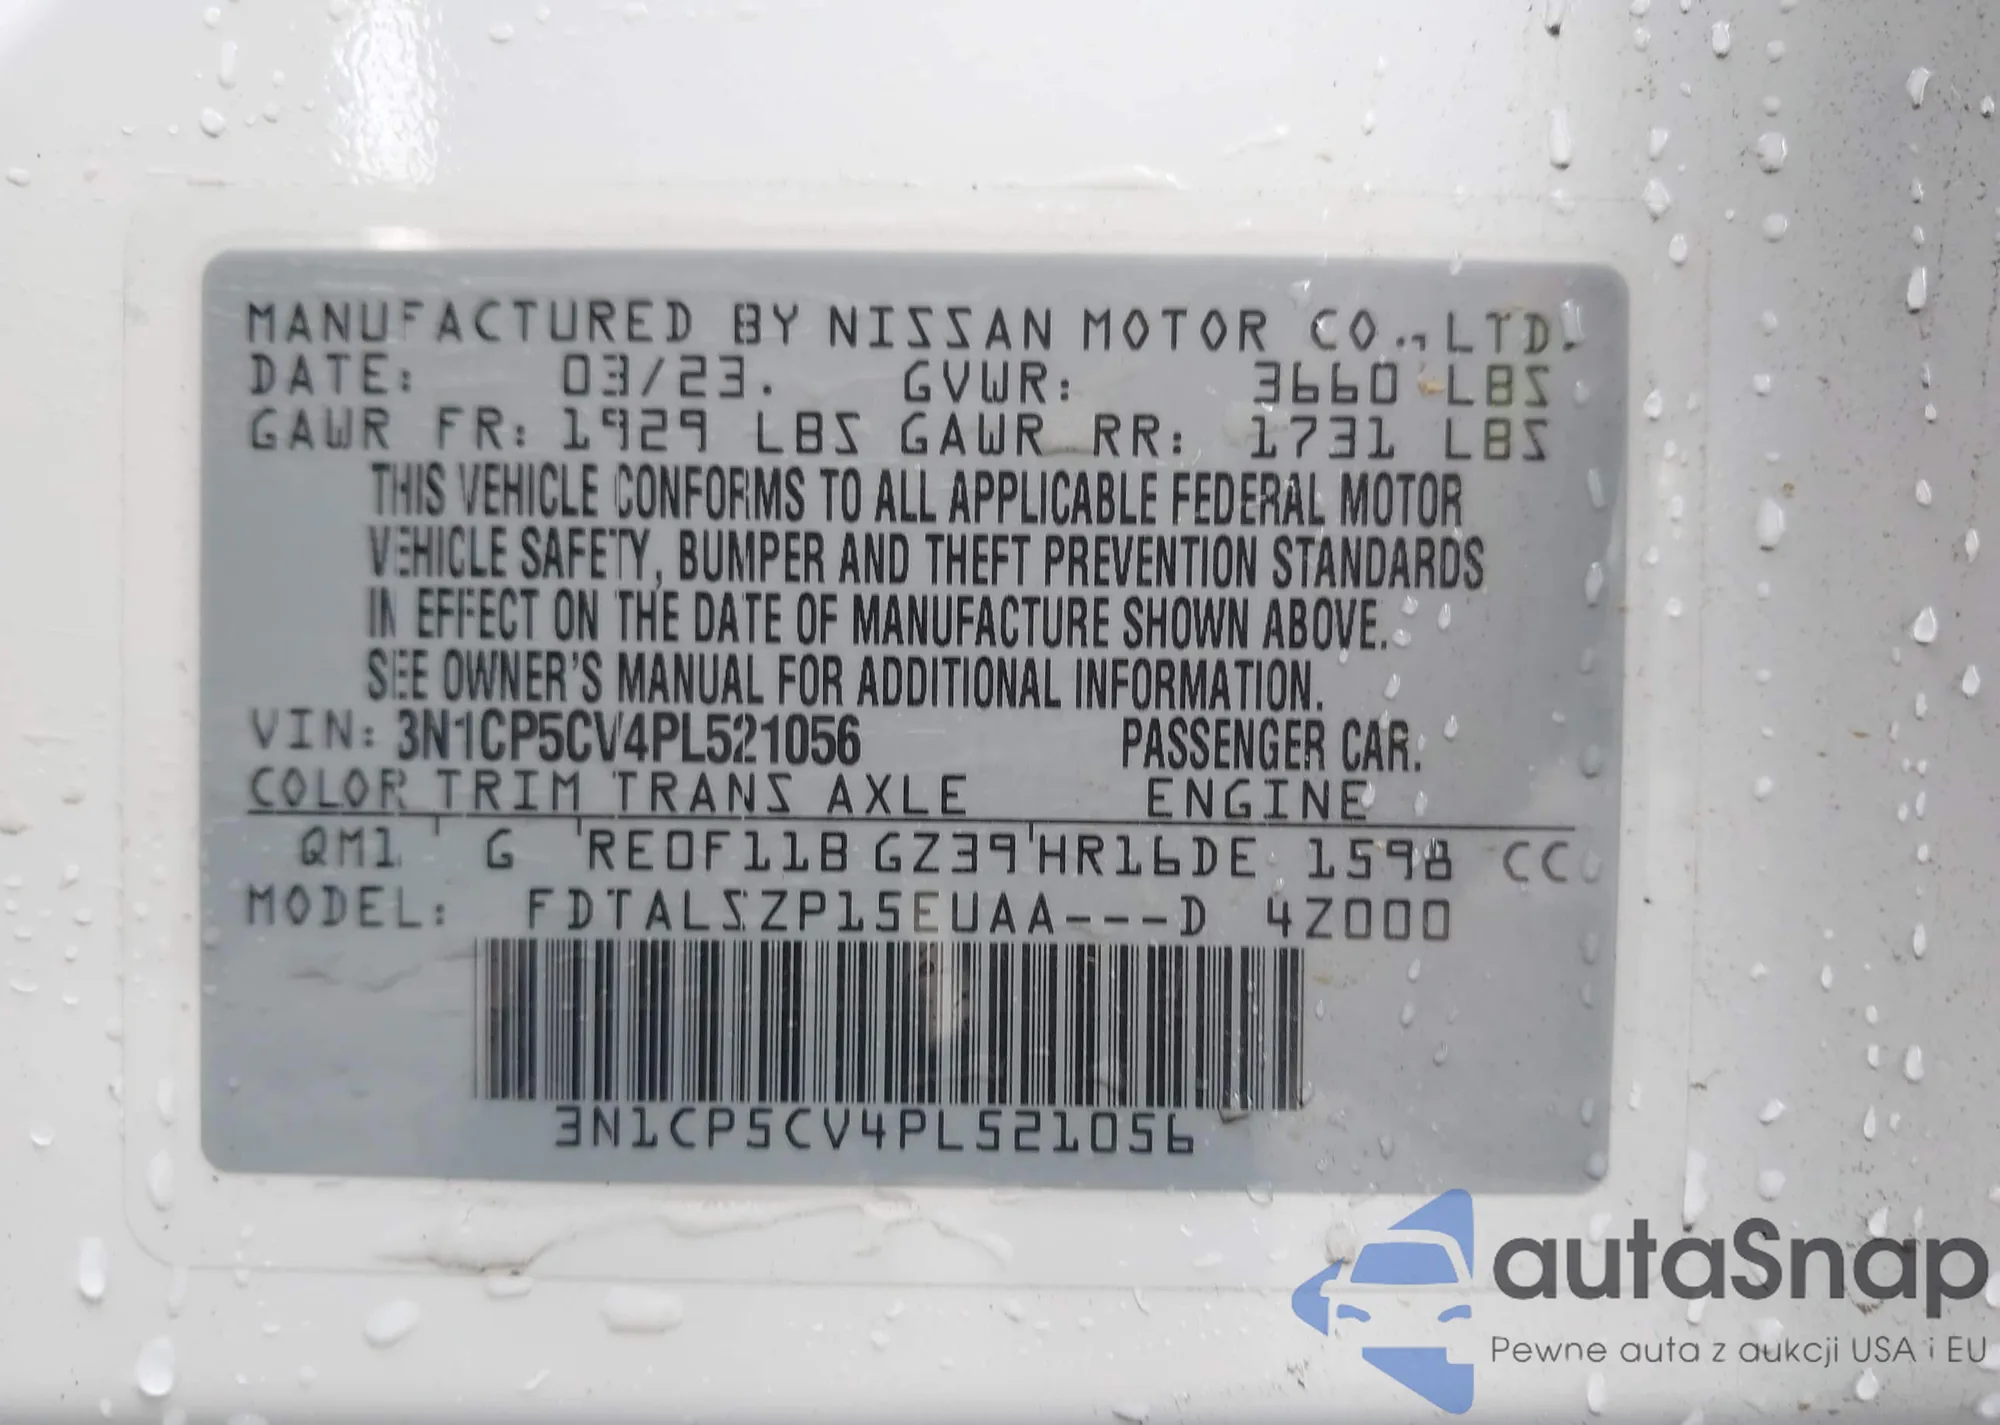 MANUFACTURED BY NISSAN MOTOR CO., LTD.
DATE: 03/23. GVWR: 3660 LBS
GAWR FR: 1929 LBS GAWR RR: 1731 LBS
THIS VEHICLE CONFORMS TO ALL APPLICABLE FEDERAL MOTOR
VEHICLE SAFETY, BUMPER AND THEFT PREVENTION STANDARDS
IN EFFECT ON THE DATE OF MANUFACTURE SHOWN ABOVE.
SEE OWNER'S MANUAL FOR ADDITIONAL INFORMATION.
VIN: 3N1CP5CV4PL521056 PASSENGER CAR.
COLOR TRIM TRANS AXLE ENGINE
QM1 G RE0F11B GZ39 HR16DE 1598 CC
MODEL: FDTALSZP15EUAA---D 4Z000
3N1CP5CV4PL521056
autaSnap
Pewne auta z aukcji USA i EU